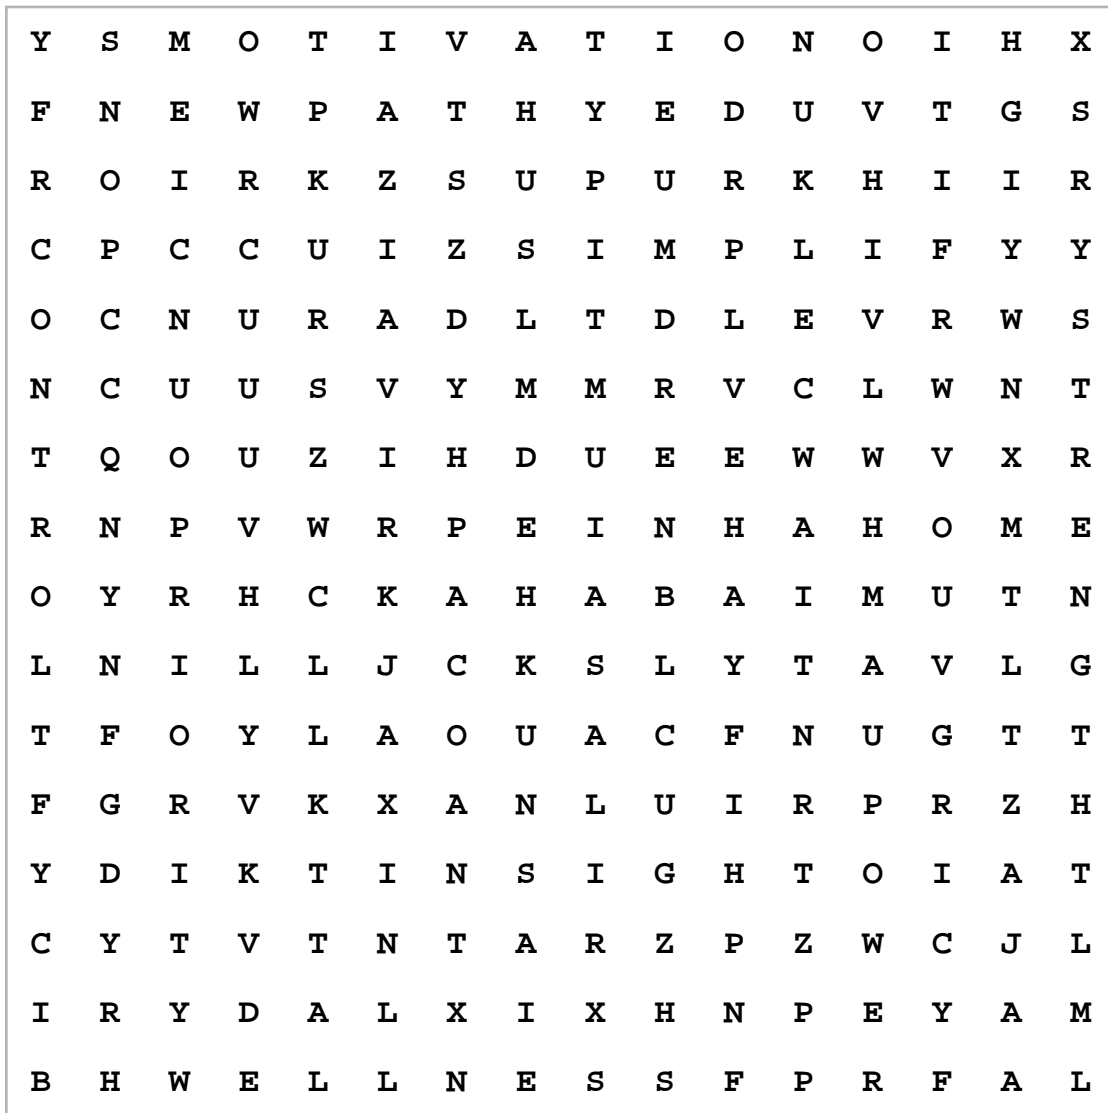 Y S M O T I V A T I O N O I H X
F N E W P A T H Y E D U V T G S
R O I R K Z S U P U R K H I I R
C P C C U I Z S I M P L I F Y Y
O C N U R A D L T D L E V R W S
N C U U S V Y M M R V C L W N T
T Q O U Z I H D U E E W W V X R
R N P V W R P E I N H A H O M E
O Y R H C K A H A B A I M U T N
L N I L L J C K S L Y T A V L G
T F O Y L A O U A C F N U G T T
F G R V K X A N L U I R P R Z H
Y D I K T I N S I G H T O I A T
C Y T V T N T A R Z P Z W C J L
I R Y D A L X I X H N P E Y A M
B H W E L L N E S S F P R F A L